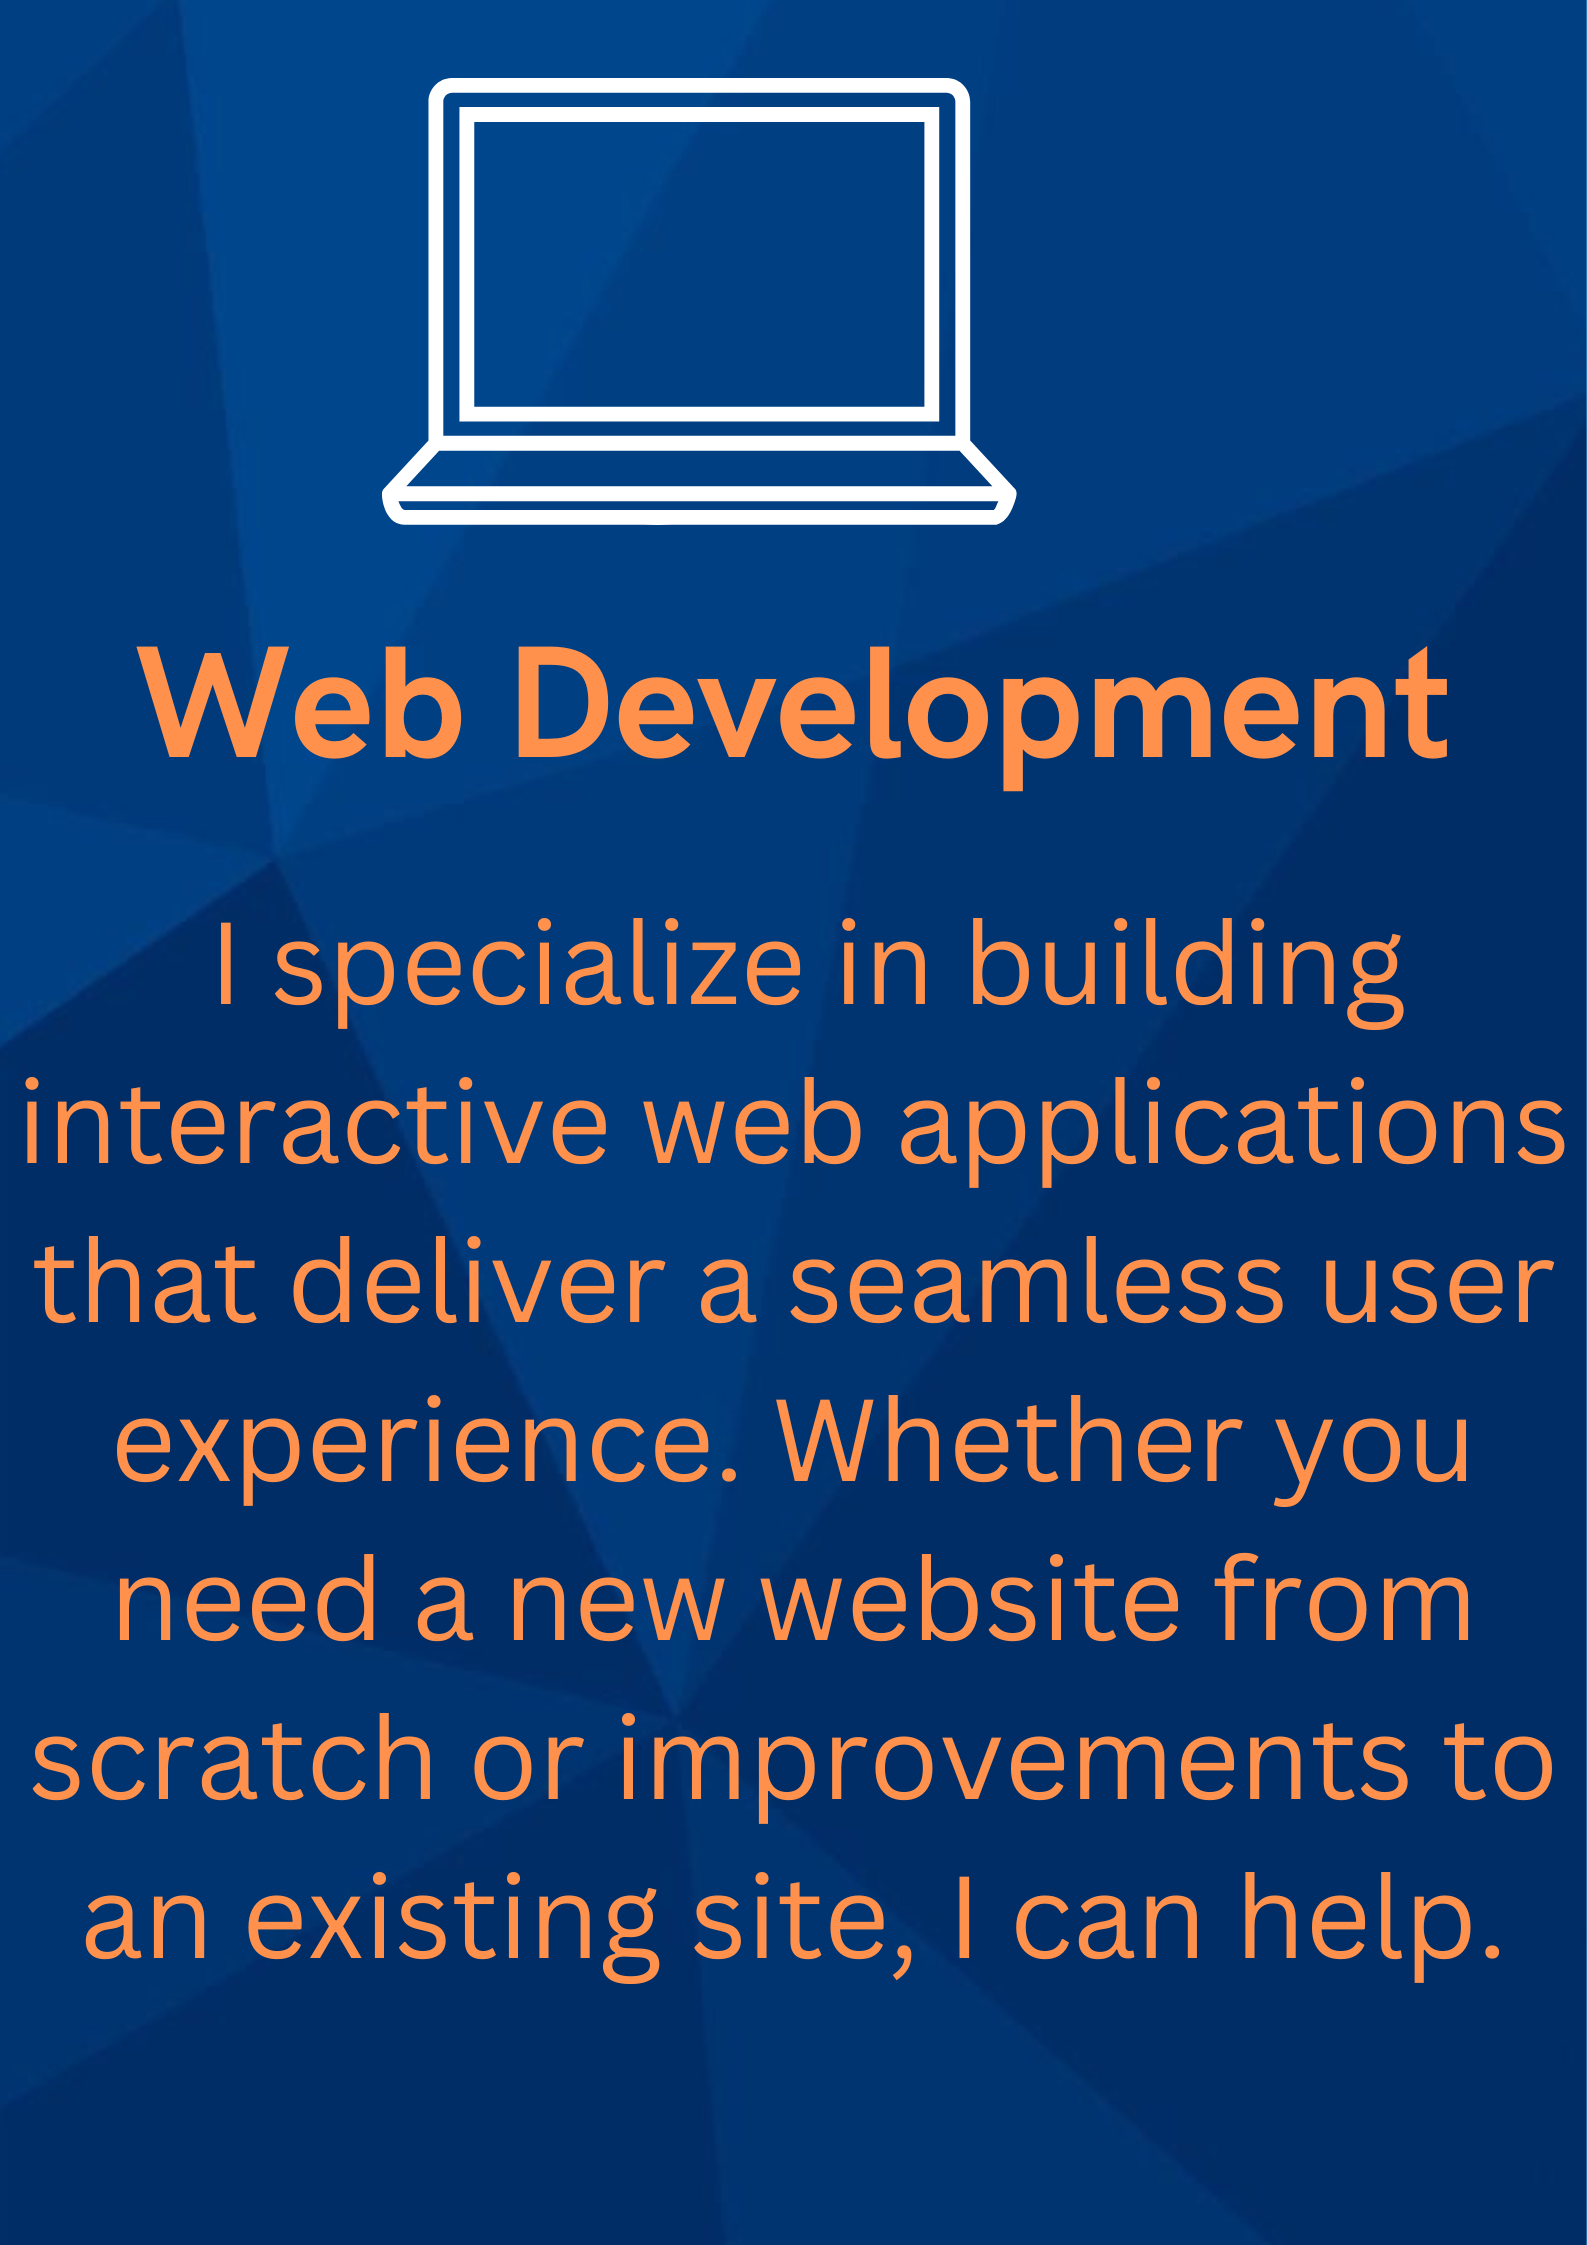 Web Development
I specialize in building
interactive web applications
that deliver a seamless user
experience. Whether you
need a new website from
scratch or improvements to
an existing site, I can help.